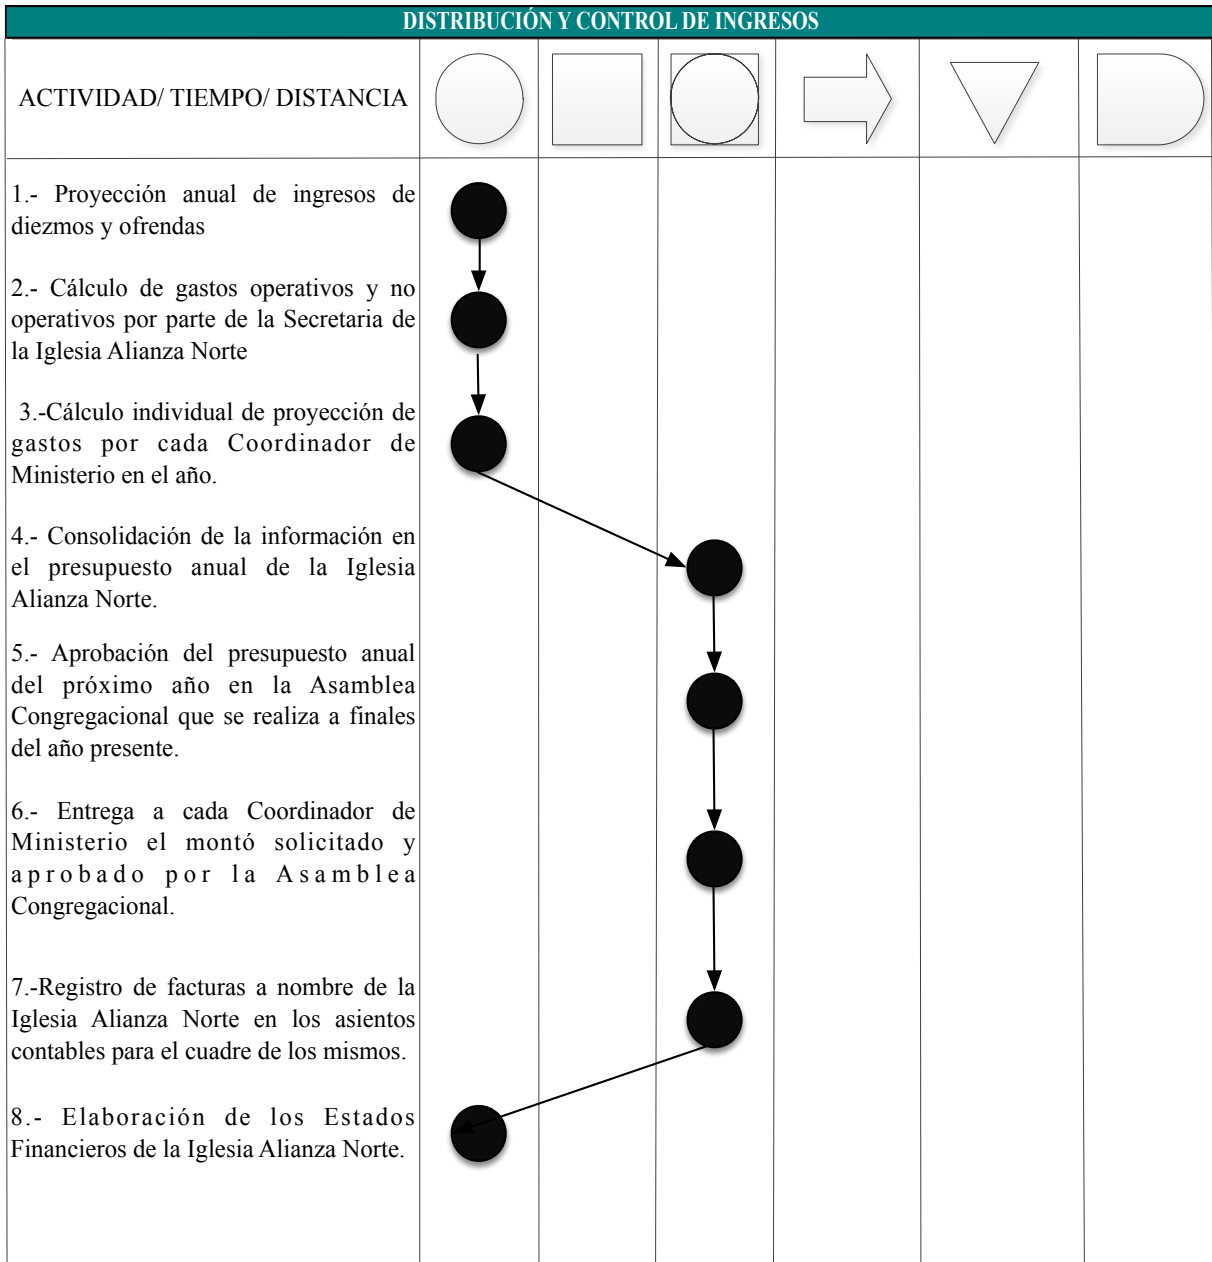 DISTRIBUCIÓN Y CONTROL DE INGRESOS
ACTIVIDAD/ TIEMPO/ DISTANCIA
1.- Proyección anual de ingresos de
diezmos y ofrendas
2.- Cálculo de gastos operativos y no
operativos por parte de la Secretaria de
la Iglesia Alianza Norte
3.-Cálculo individual de proyección de
gastos por cada Coordinador de
Ministerio en el año.
4.- Consolidación de la información en
el presupuesto anual de la Iglesia
Alianza Norte.
5.- Aprobación del presupuesto anual
del próximo año en la Asamblea
Congregacional que se realiza a finales
del año presente.
6.- Entrega a cada Coordinador de
Ministerio el montó solicitado y
aprobado por la Asamblea
Congregacional.
7.-Registro de facturas a nombre de la
Iglesia Alianza Norte en los asientos
contables para el cuadre de los mismos.
8.- Elaboración de los Estados
Financieros de la Iglesia Alianza Norte.